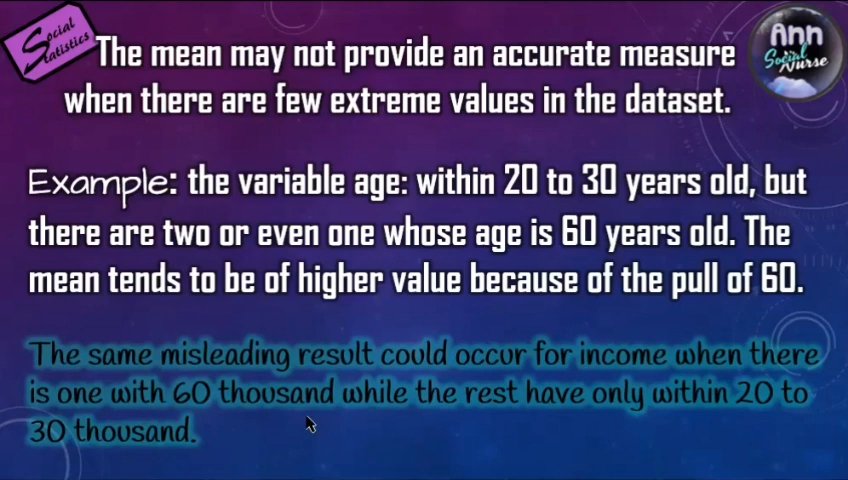 Social
Statistics
Ann
Social
Nurse
The mean may not provide an accurate measure
when there are few extreme values in the dataset.
Example: the variable age: within 20 to 30 years old, but
there are two or even one whose age is 60 years old. The
mean tends to be of higher value because of the pull of 60.
The same misleading result could occur for income when there
is one with 60 thousand while the rest have only within 20 to
30 thousand.